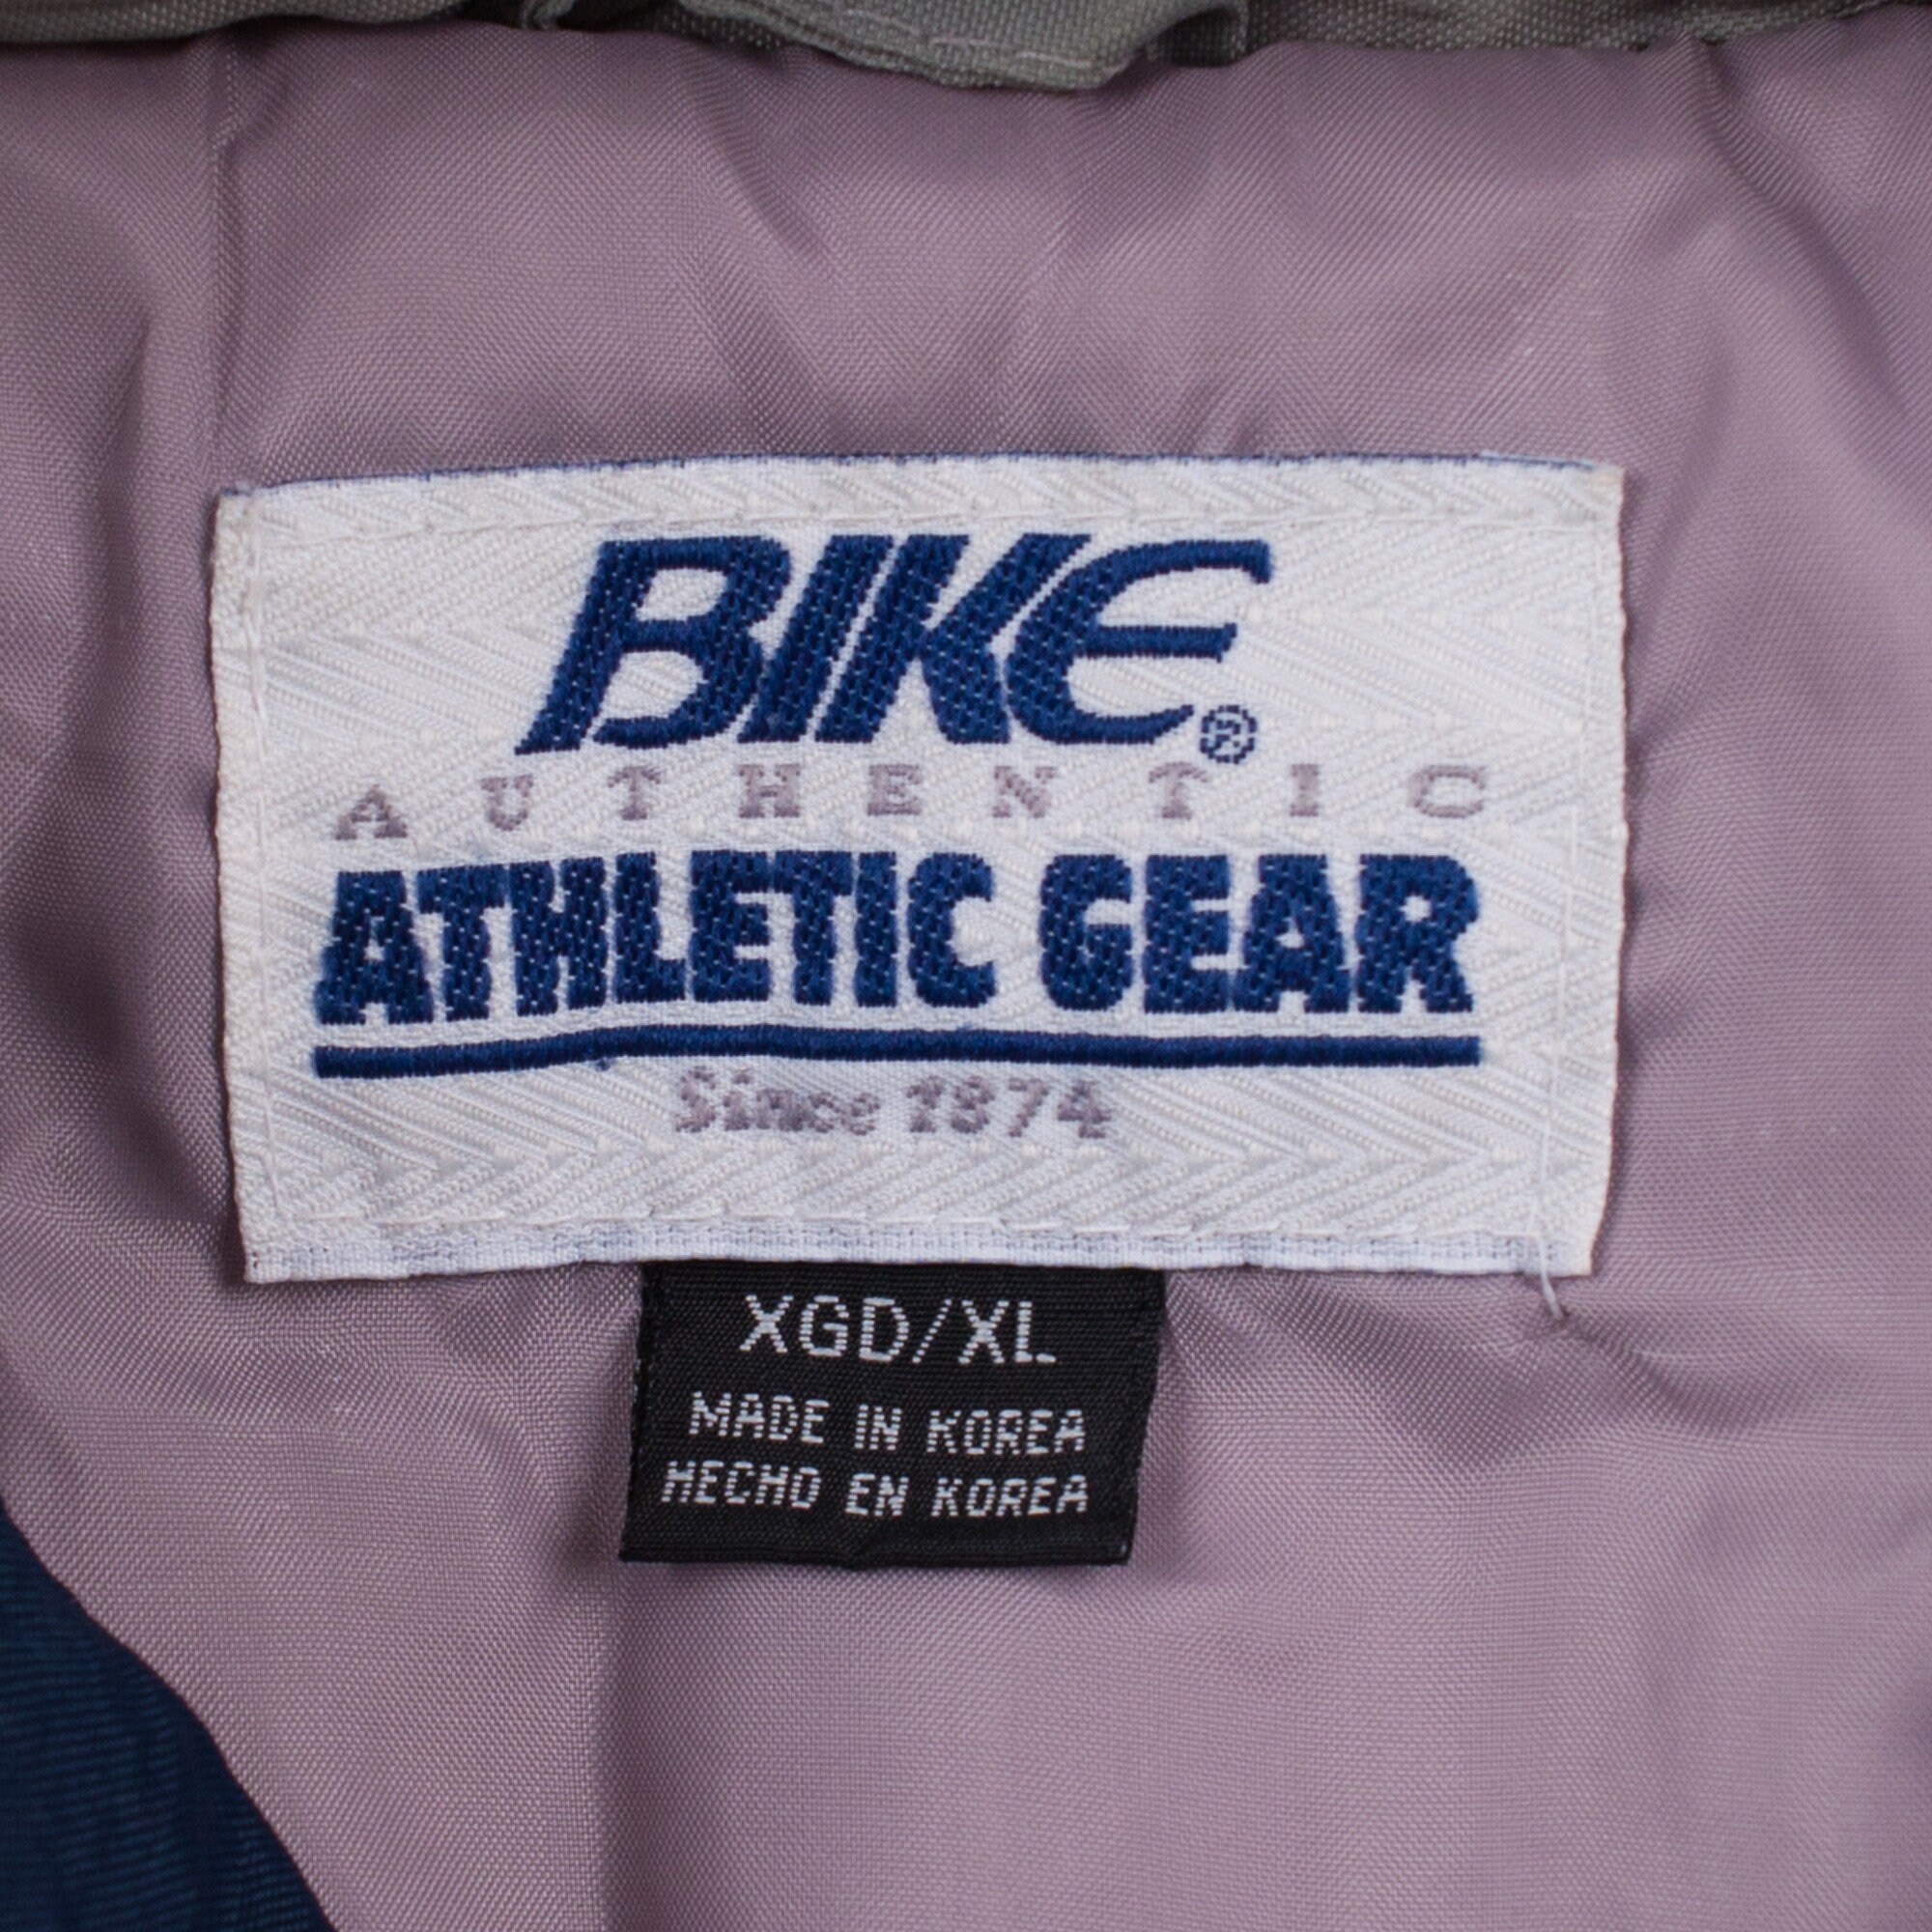 BIKE®
AUTHENTIC
ATHLETIC GEAR
Since 1874
XGD/XL
MADE IN KOREA
HECHO EN KOREA